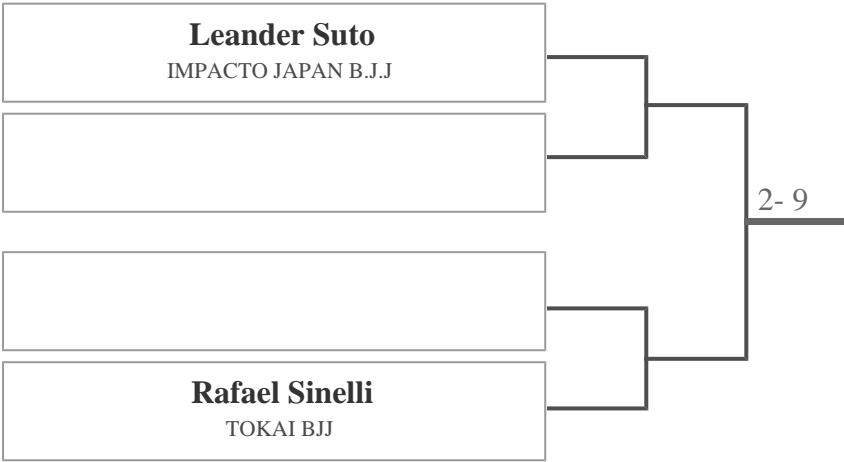 Leander Suto
IMPACTO JAPAN B.J.J
2- 9
Rafael Sinelli
TOKAI BJJ